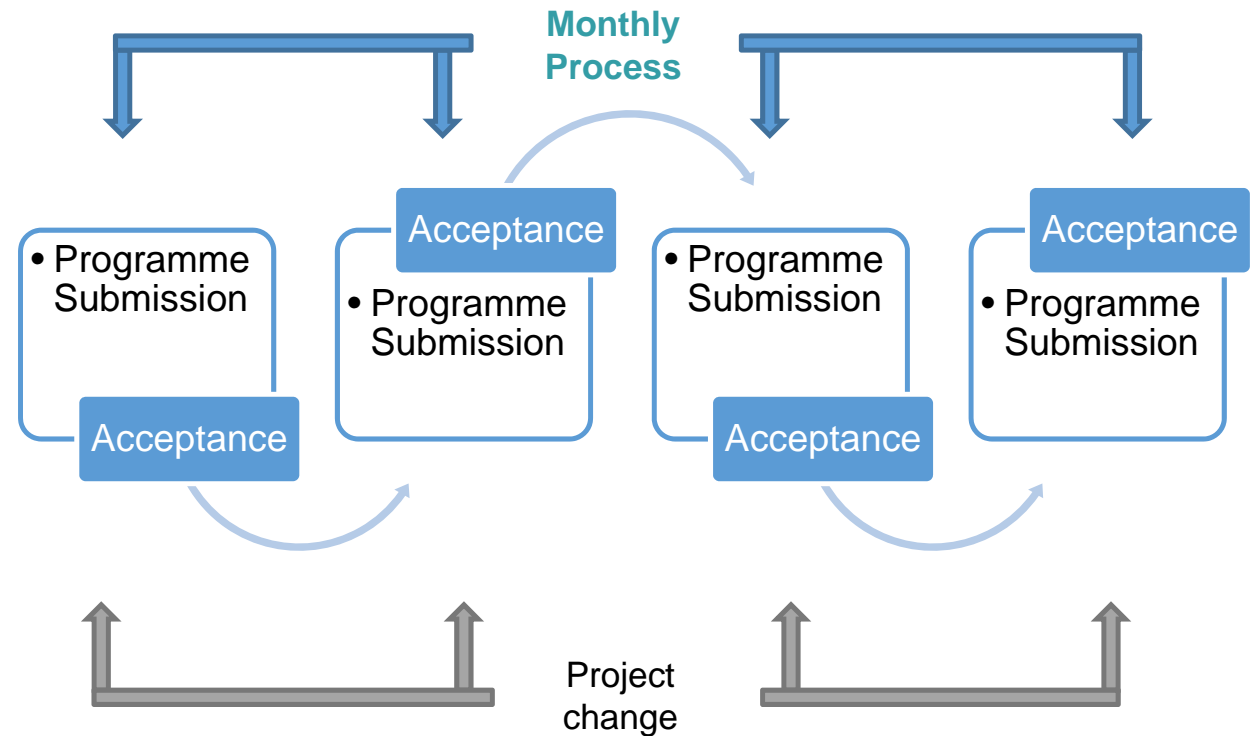 Monthly
Process
• Programme
Submission
Acceptance
Acceptance
• Programme
Submission
• Programme
Submission
Acceptance
Acceptance
• Programme
Submission
Project
change